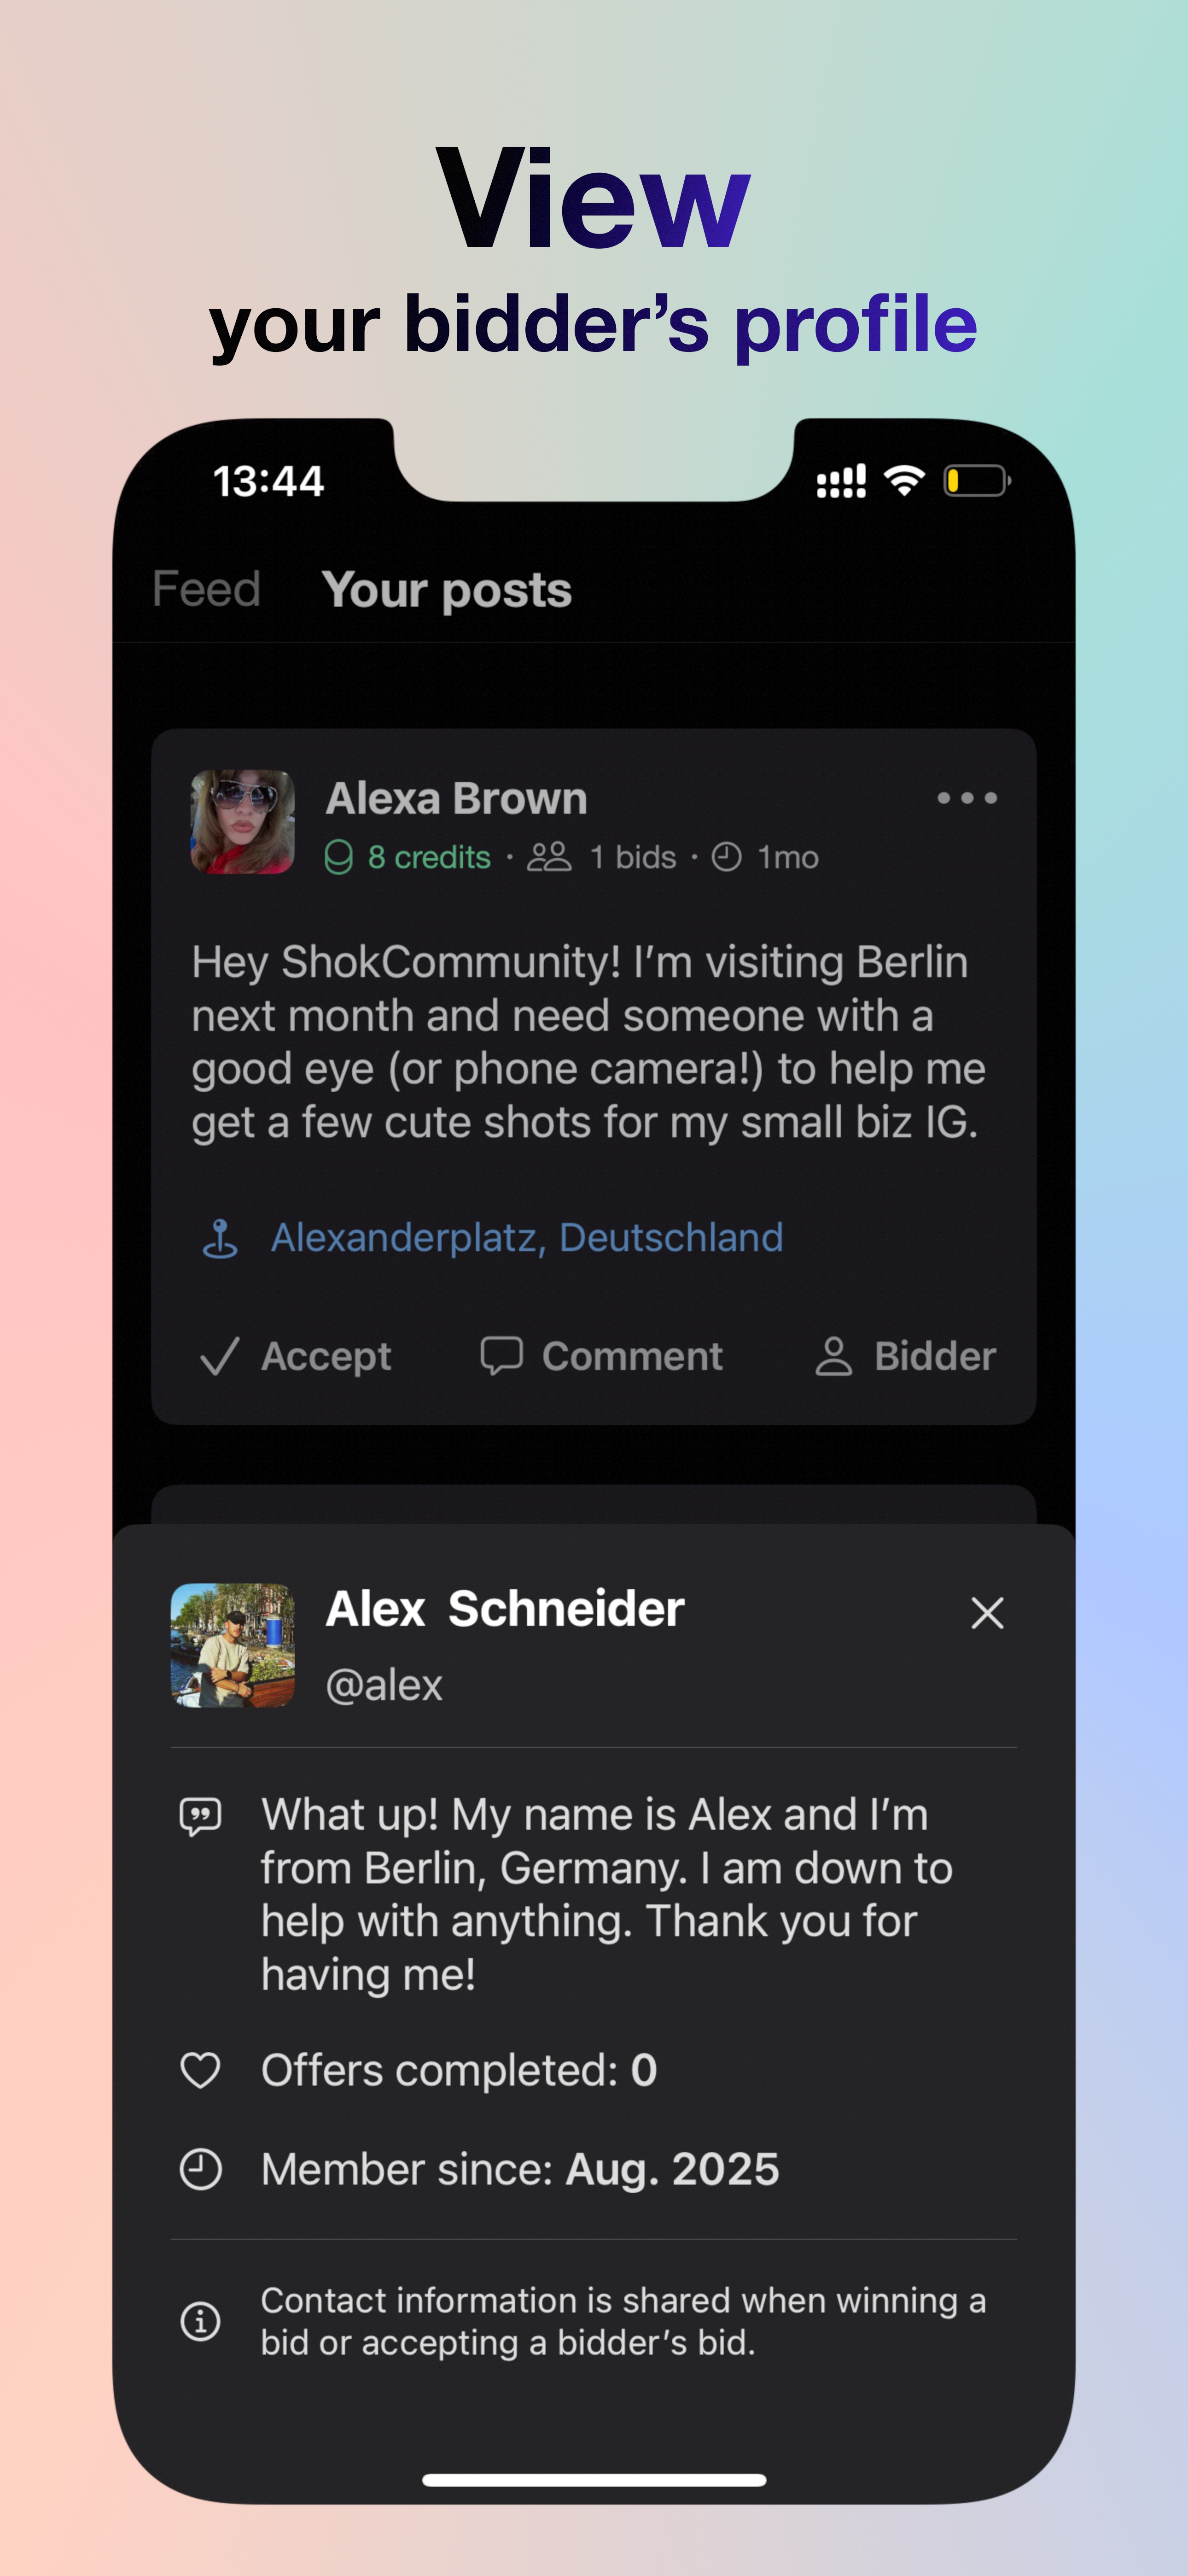 View
your bidder’s profile
13:44
Feed Your posts
Alexa Brown
8 credits · 1 bids · 1mo
Hey ShokCommunity! I’m visiting Berlin
next month and need someone with a
good eye (or phone camera!) to help me
get a few cute shots for my small biz IG.
Alexanderplatz, Deutschland
Accept Comment Bidder
Alex Schneider
@alex
What up! My name is Alex and I’m
from Berlin, Germany. I am down to
help with anything. Thank you for
having me!
Offers completed: 0
Member since: Aug. 2025
Contact information is shared when winning a
bid or accepting a bidder’s bid.